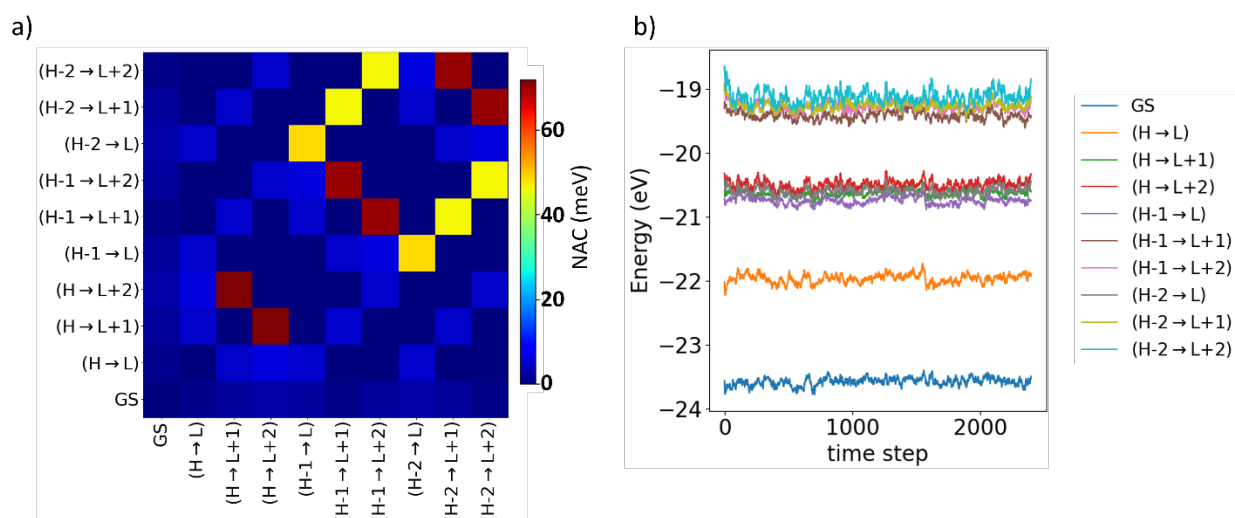 a)
(H-2→L+2)
(H-2→L+1)
(H-2→L)
(H-1→L+2)
(H-1→L+1)
(H-1→L)
(H→L+2)
(H→L+1)
(H→L)
GS
GS
(H→L)
(H→L+1)
(H→L+2)
(H-1→L)
H-1→L+1)
H-1→L+2)
(H-2→L)
H-2→L+1)
H-2→L+2)
60
40
20
0
NAC (meV)
b)
−19
−20
−21
−22
−23
−24
Energy (eV)
0
1000
2000
time step
GS
(H→L)
(H→L+1)
(H→L+2)
(H-1→L)
(H-1→L+1)
(H-1→L+2)
(H-2→L)
(H-2→L+1)
(H-2→L+2)